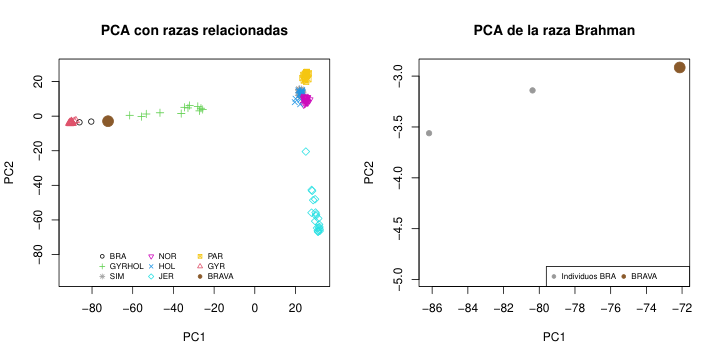 PCA con razas relacionadas
PC2
20
0
−20
−40
−60
−80
BRA
GYRHOL
SIM
NOR
HOL
JER
PAR
GYR
BRAVA
−80
−60
−40
−20
0
20
PC1
PCA de la raza Brahman
PC2
−3.0
−3.5
−4.0
−4.5
−5.0
Individuos BRA
BRAVA
−86
−84
−82
−80
−78
−76
−74
−72
PC1